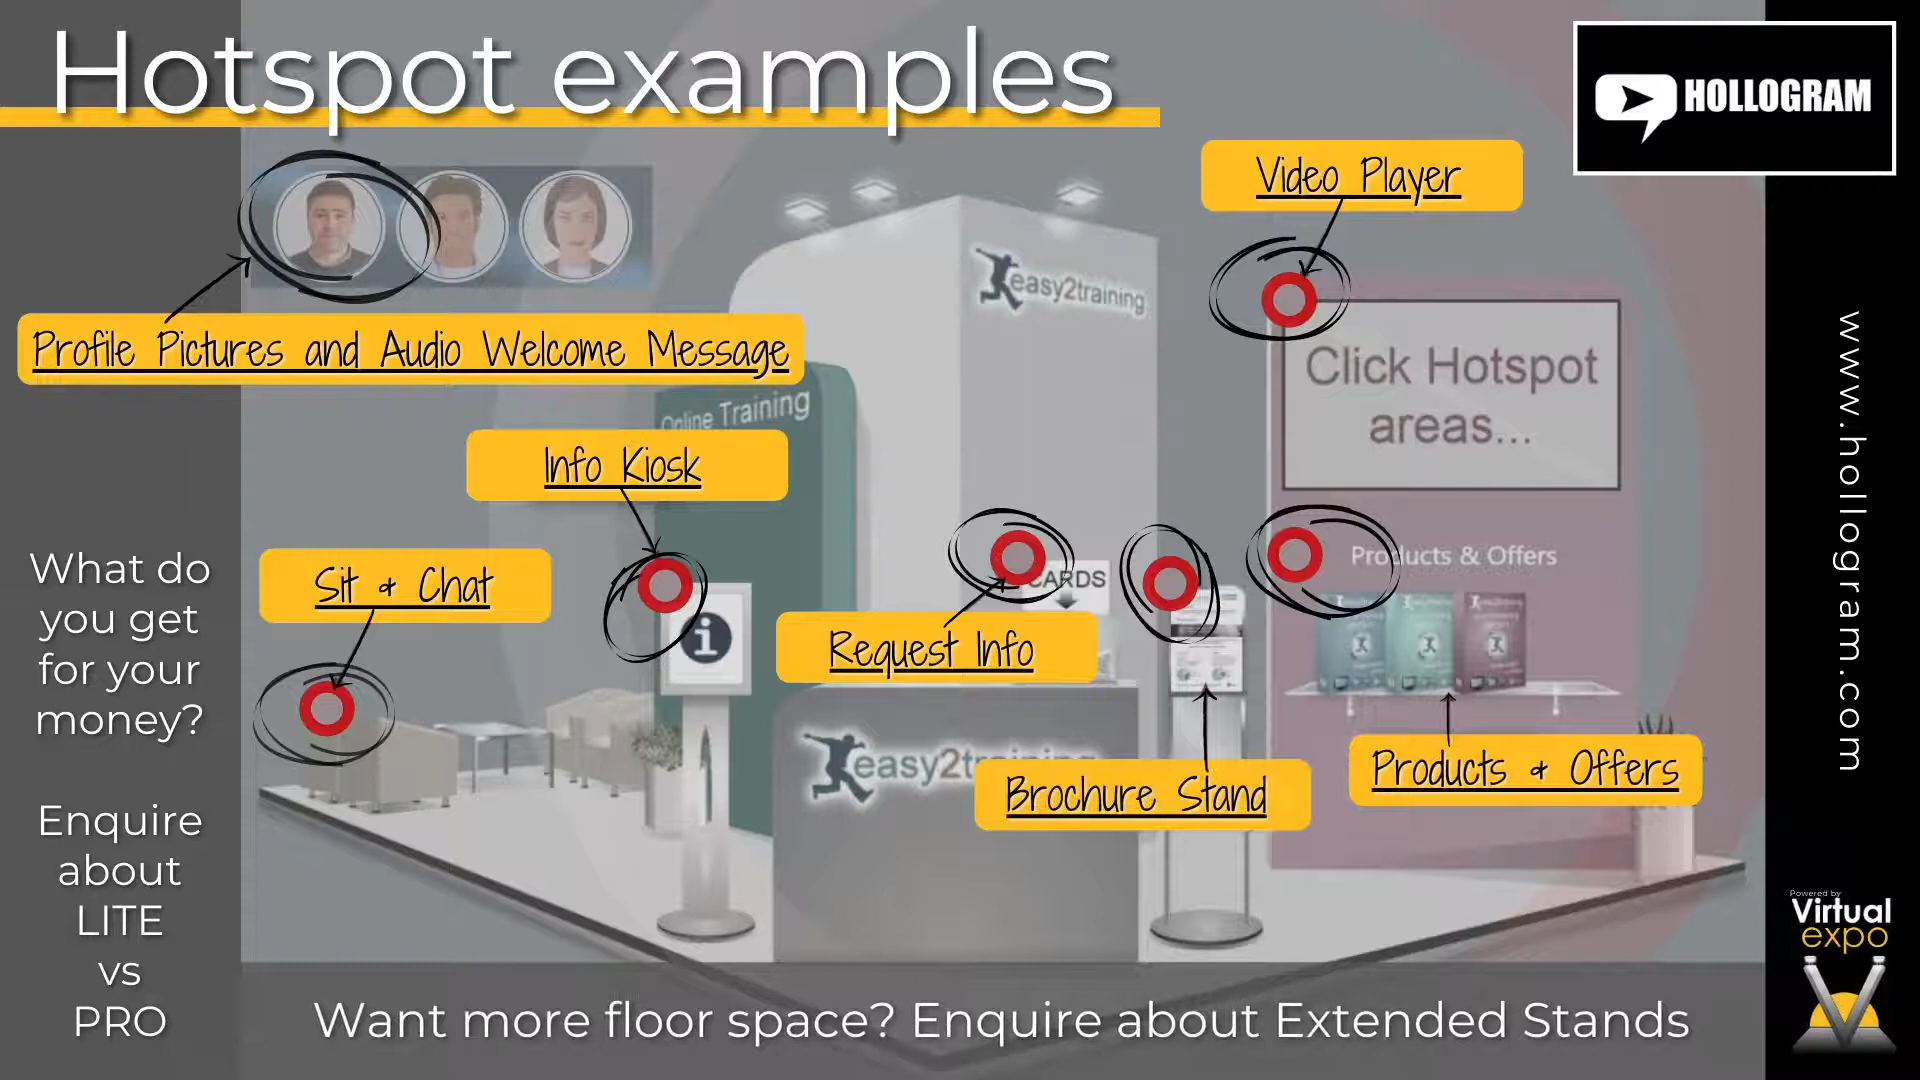 Hotspot examples
HOLLOGRAM
Video Player
easy2training
Profile Pictures and Audio Welcome Message
Click Hotspot
areas...
Online Training
Info Kiosk
Sit & Chat
Products & Offers
CARDS
i
Request Info
easy2tr
Brochure Stand
Products & Offers
What do
you get
for your
money?
Enquire
about
LITE
vs
PRO
www.hollogram.com
Powered by
Virtual
expo
Want more floor space? Enquire about Extended Stands